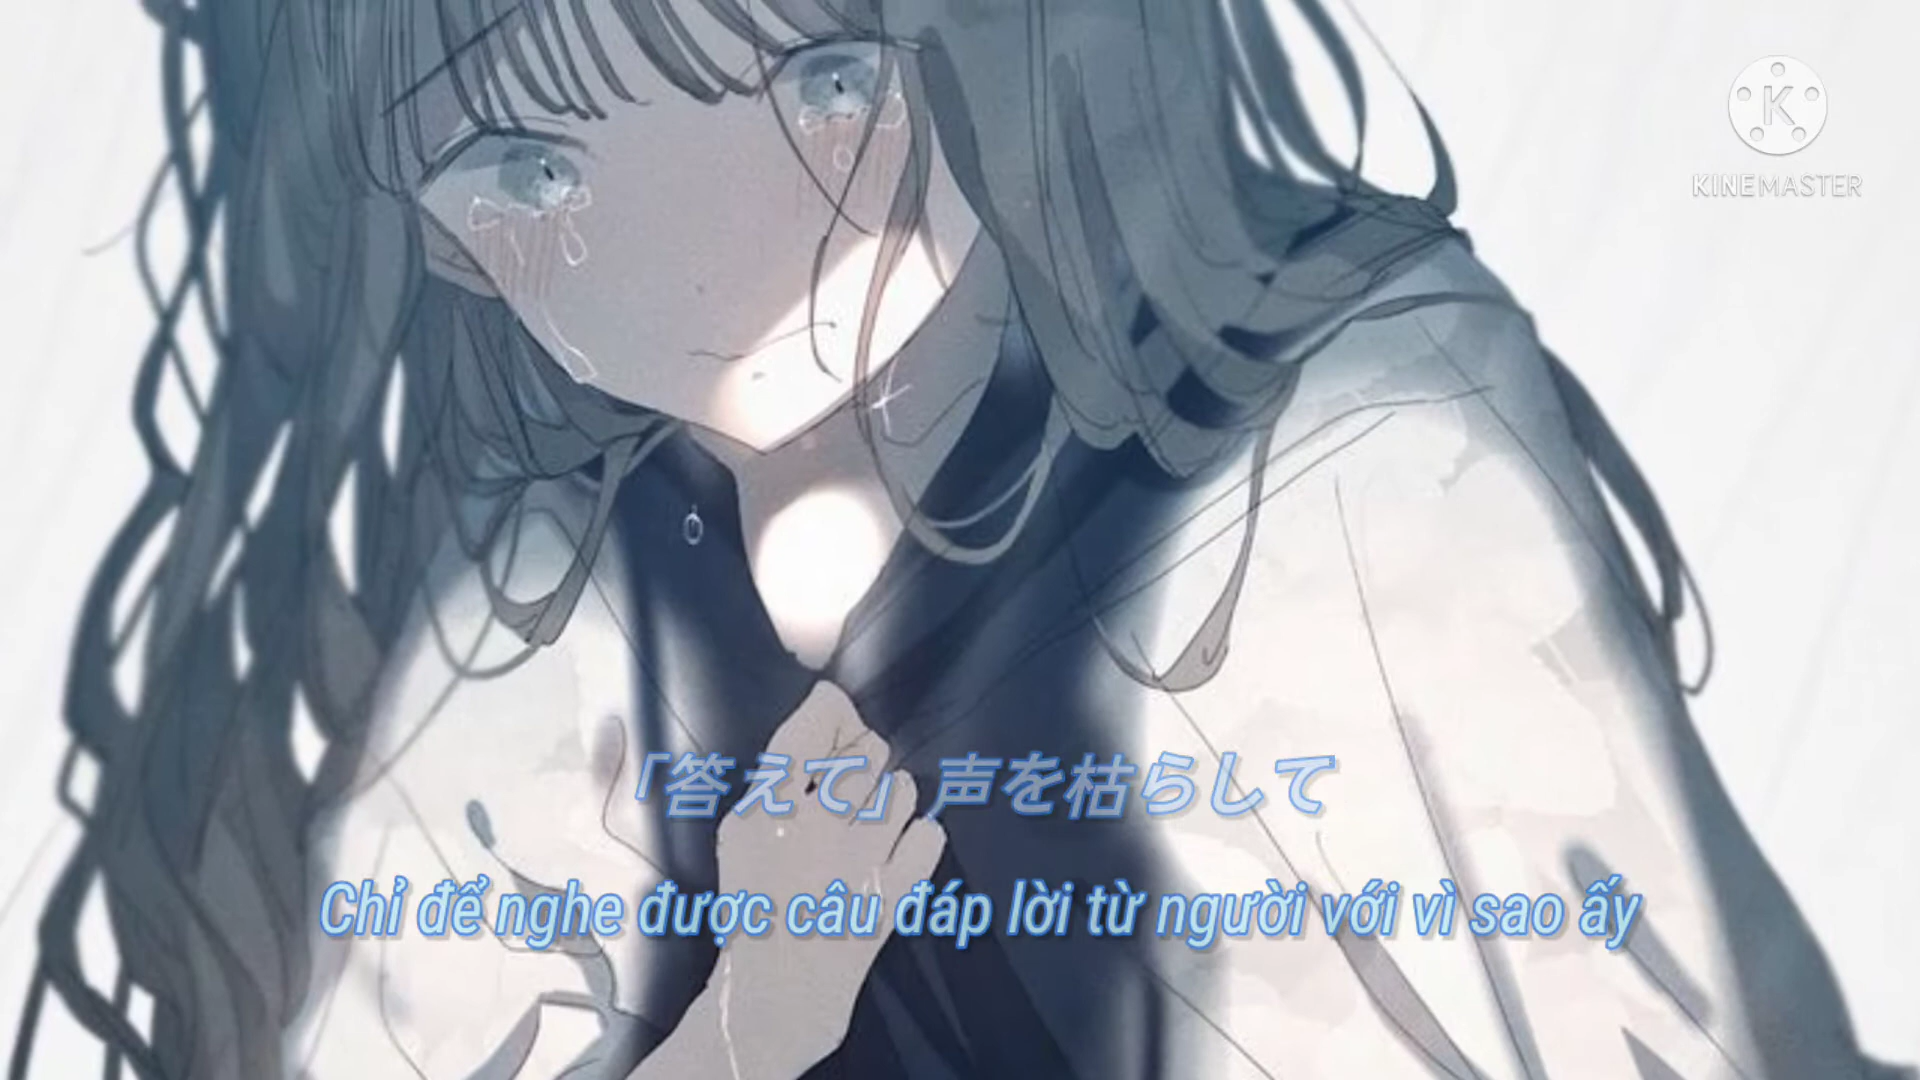 KINEMASTER
「答えて」声を枯らして
Chỉ để nghe được câu đáp lời từ người với vì sao ấy